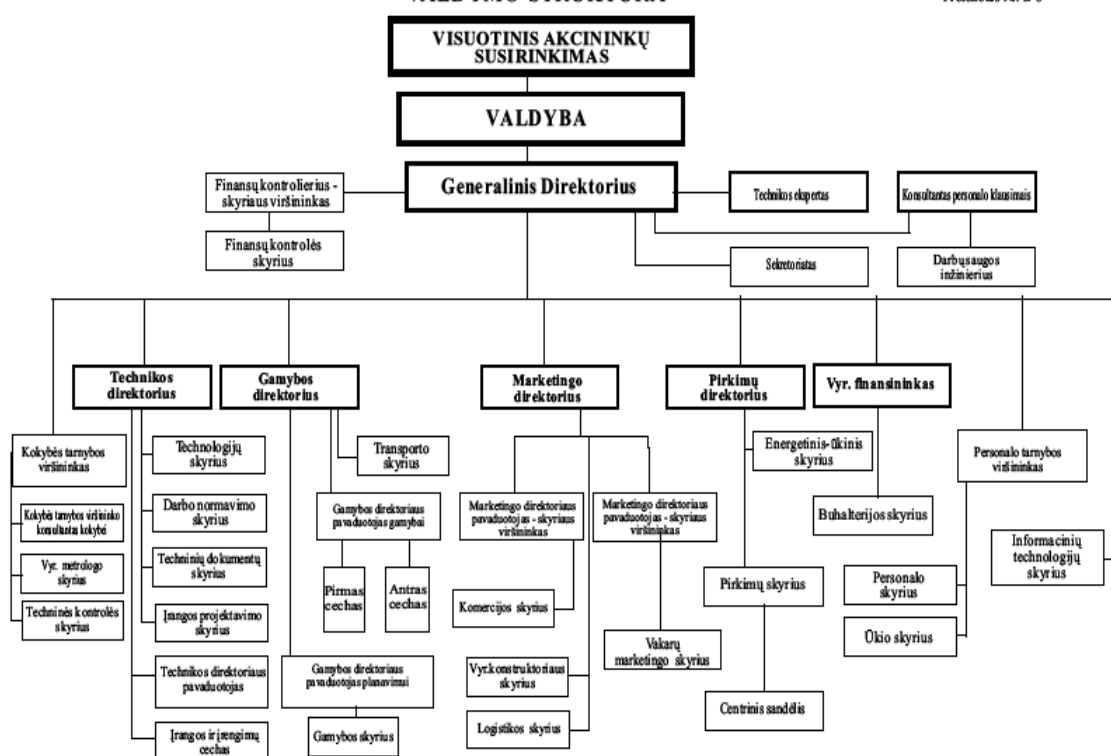 VALDYMO STRUKTŪRA
VISUOTINIS AKCININKŲ
SUSIRINKIMAS
VALDYBA
Generalinis Direktorius
Finansų kontrolierius -
skyriaus viršininkas
Technikos ekspertas
Konsultantas personalo klausimais
Finansų kontrolės
skyrius
Sekretoriatas
Darbų saugos
inžinierius
Technikos
direktorius
Gamybos
direktorius
Marketingo
direktorius
Pirkimų
direktorius
Vyr. finansininkas
Kokybės tarnybos
viršininkas
Technologijų
skyrius
Transporto
skyrius
Energetinis-ūkinis
skyrius
Personalo tarnybos
viršininkas
Kokybės tarnybos viršininko
konsultantas kokybei
Darbo normavimo
skyrius
Gamybos direktoriaus
pavaduotojas gamybai
Marketingo direktoriaus
pavaduotojas - skyriaus
viršininkas
Marketingo direktoriaus
pavaduotojas - skyriaus
viršininkas
Buhalterijos skyrius
Vyr. metrologo
skyrius
Techninių dokumentų
skyrius
Pirmas
cechas
Antras
cechas
Informacinių
technologijų
skyrius
Techninės kontrolės
skyrius
Įrangos projektavimo
skyrius
Komercijos skyrius
Pirkimų skyrius
Personalo
skyrius
Vakarų
marketingo skyrius
Ūkio skyrius
Technikos direktoriaus
pavaduotojas
Gamybos direktoriaus
pavaduotojas planavimui
Vyr.konstruktoriaus
skyrius
Centrinis sandėlis
Įrangos ir įrengimų
cechas
Gamybos skyrius
Logistikos skyrius